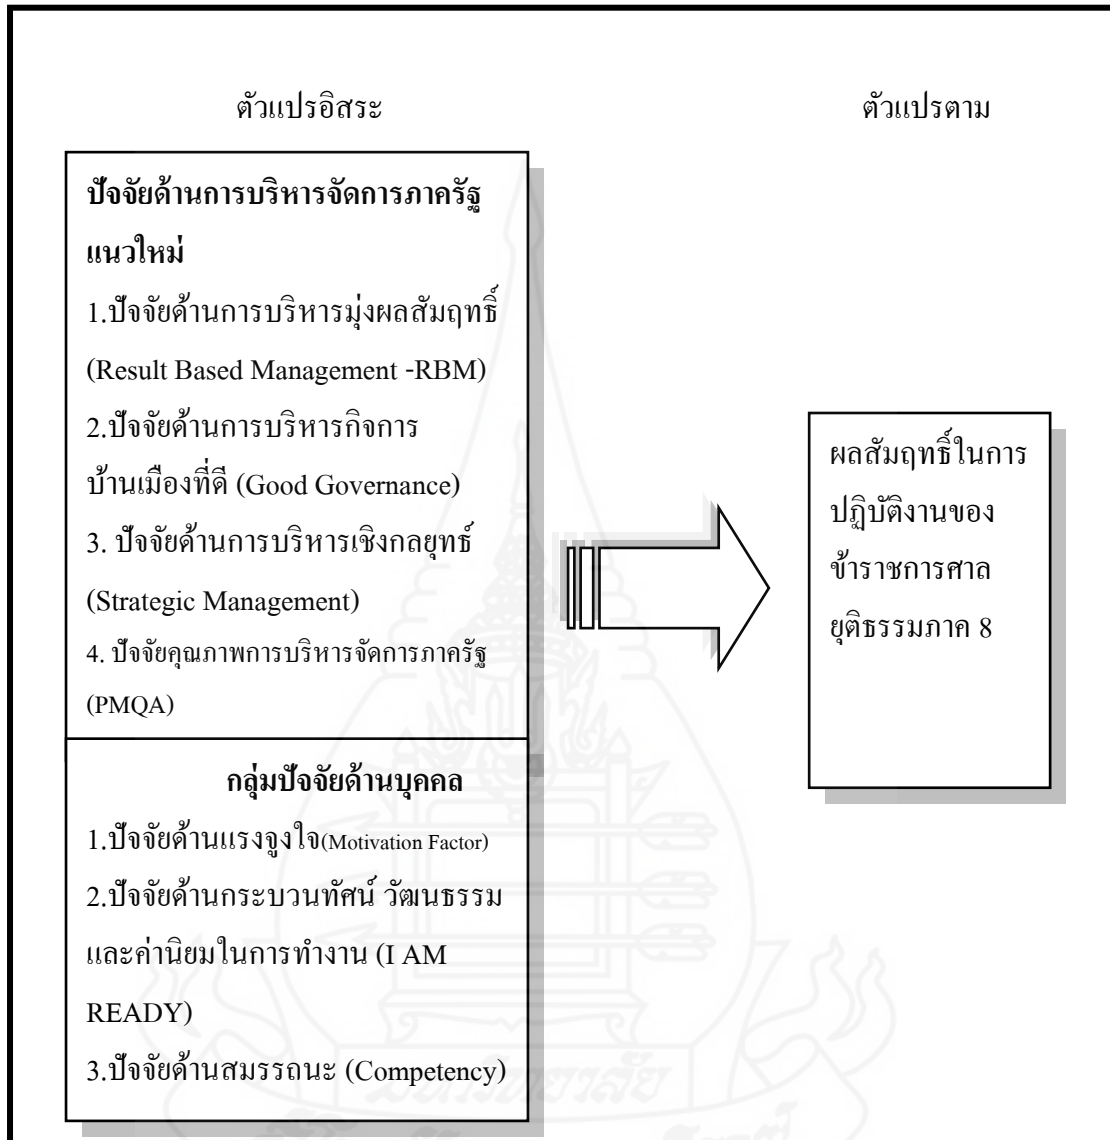 ตัวแปรอิสระ
ตัวแปรตาม
ปัจจัยด้านการบริหารจัดการภาครัฐ
แนวใหม่
1.ปัจจัยด้านการบริหารมุ่งผลสัมฤทธิ์
(Result Based Management -RBM)
2.ปัจจัยด้านการบริหารกิจการ
บ้านเมืองที่ดี (Good Governance)
3. ปัจจัยด้านการบริหารเชิงกลยุทธ์
(Strategic Management)
4. ปัจจัยคุณภาพการบริหารจัดการภาครัฐ
(PMQA)
กลุ่มปัจจัยด้านบุคคล
1.ปัจจัยด้านแรงจูงใจ(Motivation Factor)
2.ปัจจัยด้านกระบวนทัศน์ วัฒนธรรม
และค่านิยมในการทำงาน (I AM
READY)
3.ปัจจัยด้านสมรรถนะ (Competency)
ผลสัมฤทธิ์ในการ
ปฏิบัติงานของ
ข้าราชการศาล
ยุติธรรมภาค 8